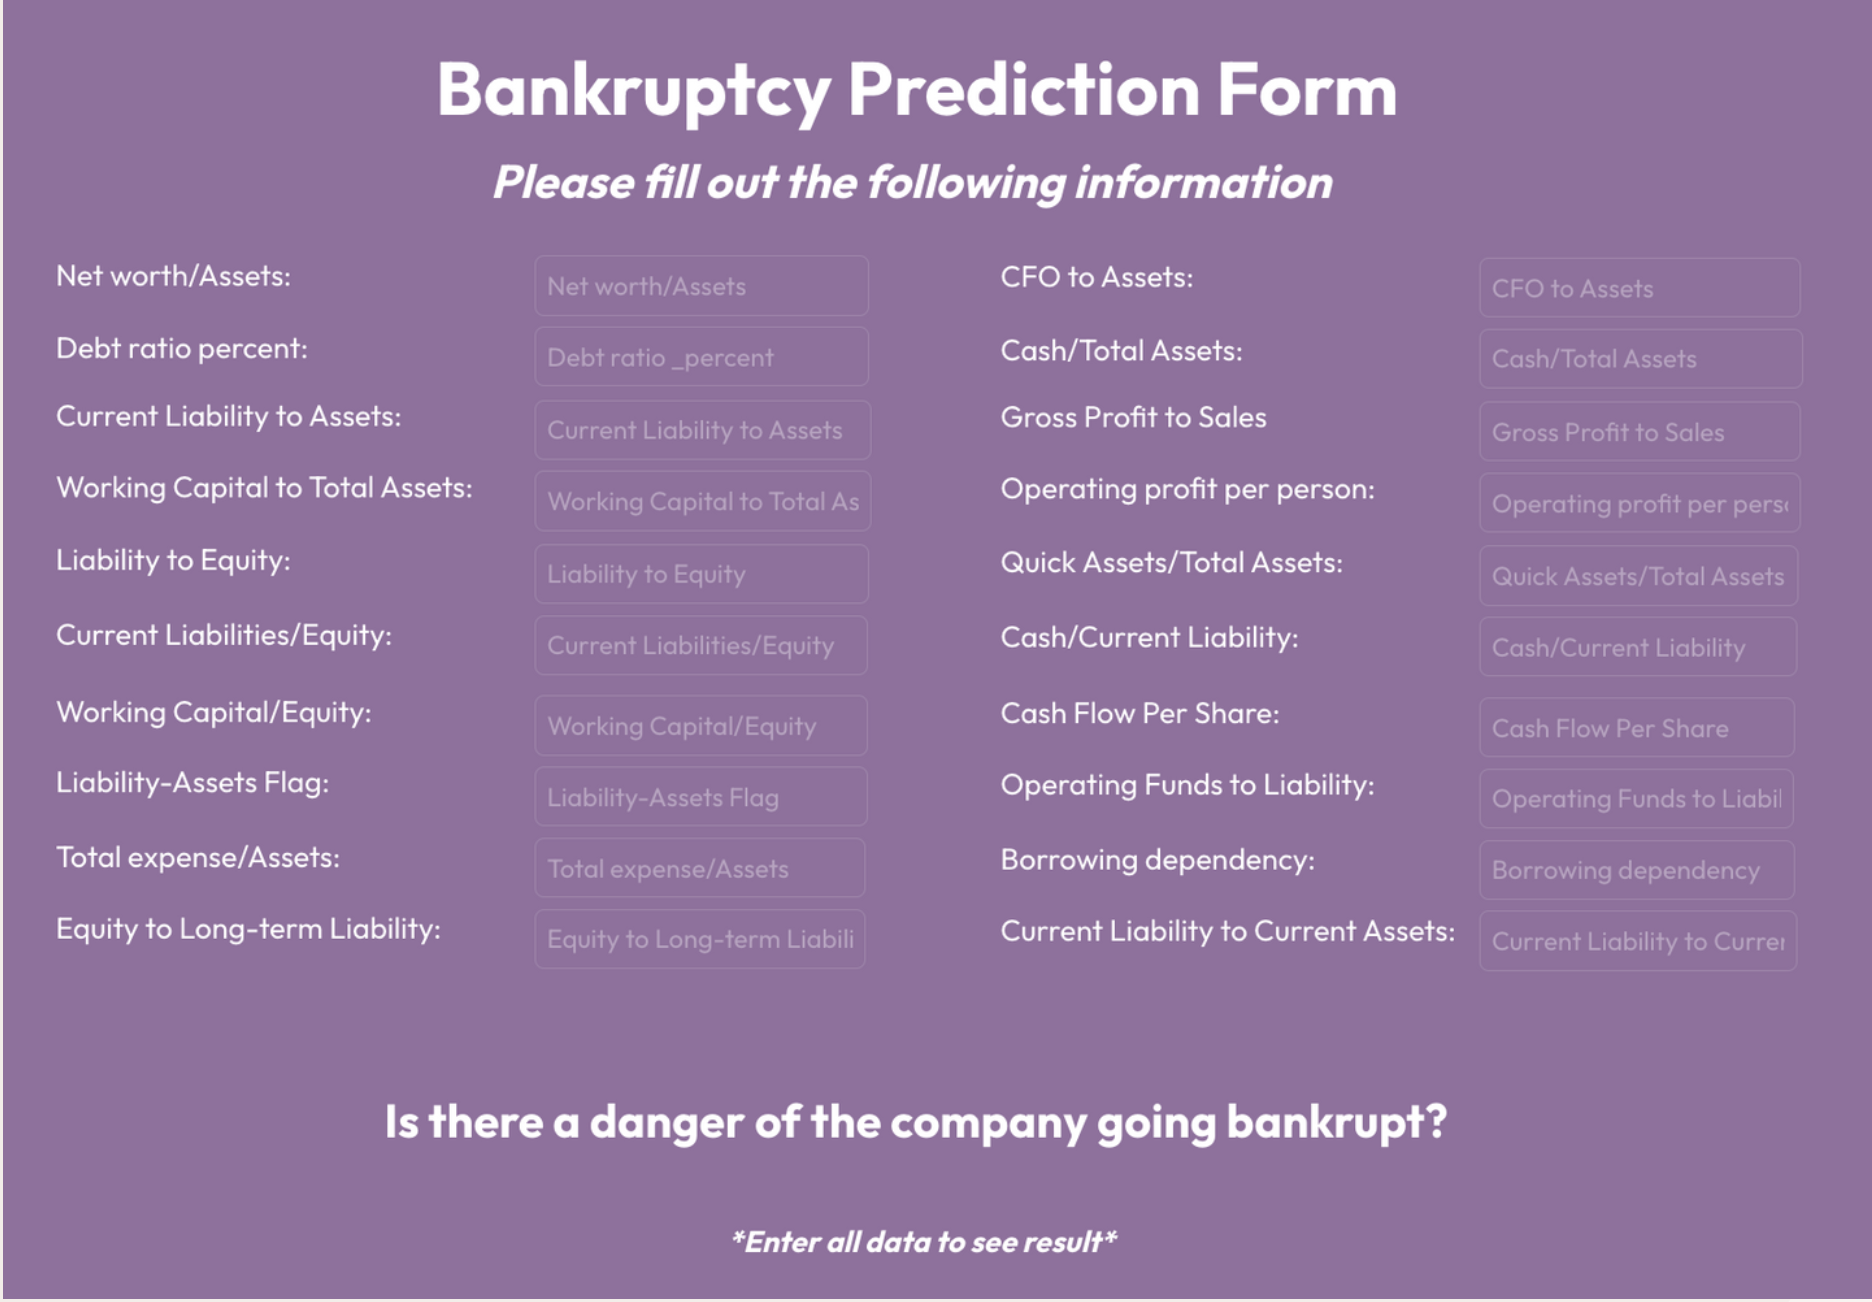 Bankruptcy Prediction Form
Please fill out the following information
Net worth/Assets:
Net worth/Assets
Debt ratio percent:
Debt ratio _percent
Current Liability to Assets:
Current Liability to Assets
Working Capital to Total Assets:
Working Capital to Total As
Liability to Equity:
Liability to Equity
Current Liabilities/Equity:
Current Liabilities/Equity
Working Capital/Equity:
Working Capital/Equity
Liability-Assets Flag:
Liability-Assets Flag
Total expense/Assets:
Total expense/Assets
Equity to Long-term Liability:
Equity to Long-term Liabili
CFO to Assets:
CFO to Assets
Cash/Total Assets:
Cash/Total Assets
Gross Profit to Sales
Gross Profit to Sales
Operating profit per person:
Operating profit per perso
Quick Assets/Total Assets:
Quick Assets/Total Assets
Cash/Current Liability:
Cash/Current Liability
Cash Flow Per Share:
Cash Flow Per Share
Operating Funds to Liability:
Operating Funds to Liabil
Borrowing dependency:
Borrowing dependency
Current Liability to Current Assets:
Current Liability to Curren
Is there a danger of the company going bankrupt?
*Enter all data to see result*